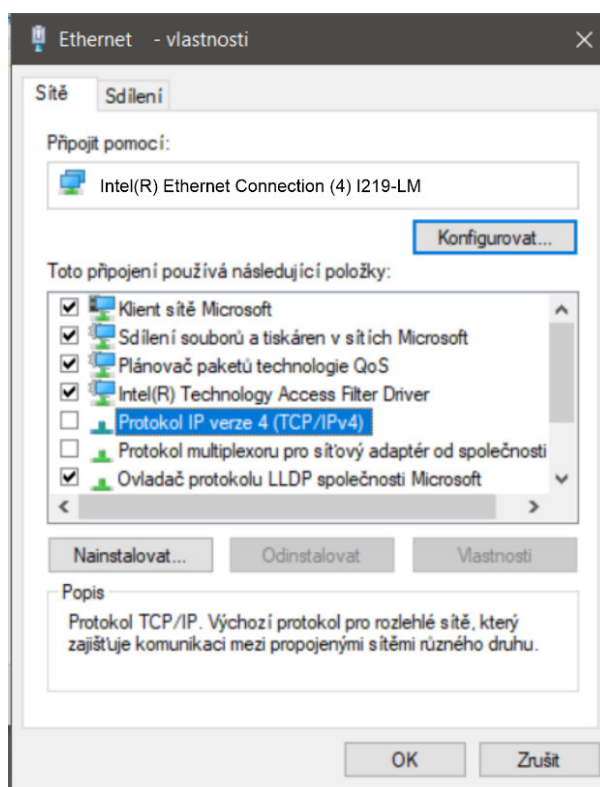 Ethernet - vlastnosti
Sítě Sdílení
Připojit pomocí:
Intel(R) Ethernet Connection (4) I219-LM
Konfigurovat...
Toto připojení používá následující položky:
Klient sítě Microsoft
Sdílení souborů a tiskáren v sítích Microsoft
Plánovač paketů technologie QoS
Intel(R) Technology Access Filter Driver
Protokol IP verze 4 (TCP/IPv4)
Protokol multiplexoru pro síťový adaptér od společnosti
Ovladač protokolu LLDP společnosti Microsoft
Nainstalovat... Odinstalovat Vlastnosti
Popis
Protokol TCP/IP. Výchozí protokol pro rozlehlé sítě, který
zajišťuje komunikaci mezi propojenými sítěmi různého druhu.
OK Zrušit